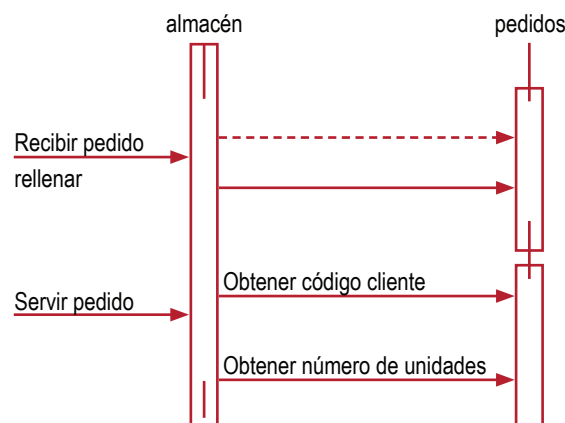 almacén
pedidos
Recibir pedido
rellenar
Obtener código cliente
Servir pedido
Obtener número de unidades